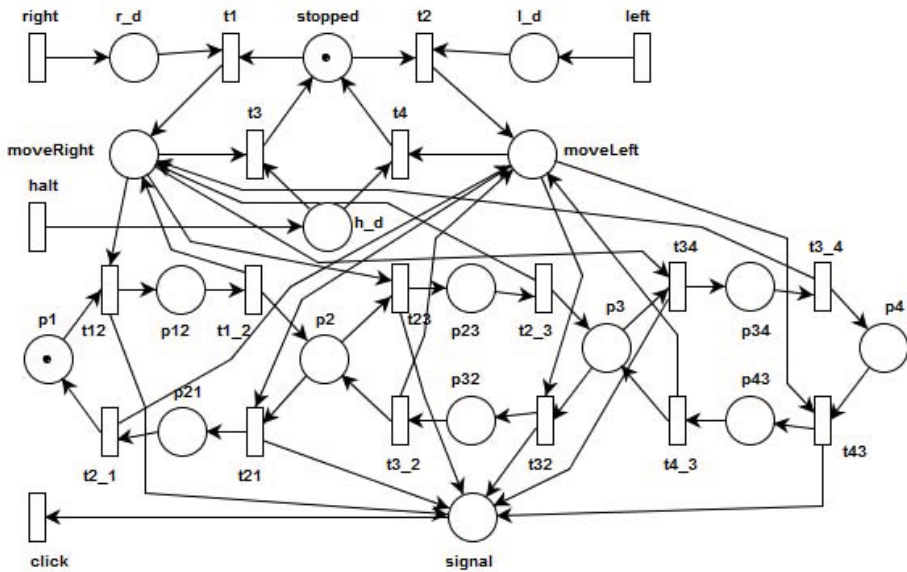 right r_d t1 stopped t2 l_d left
t3 t4
moveRight moveLeft
halt
h_d
t34 t3_4
p1 t12 p12 t1_2 p2 t23 p23 t2_3 p3 p34 p4
p21 p32 p43
t2_1 t21 t3_2 t32 t4_3 t43
click signal